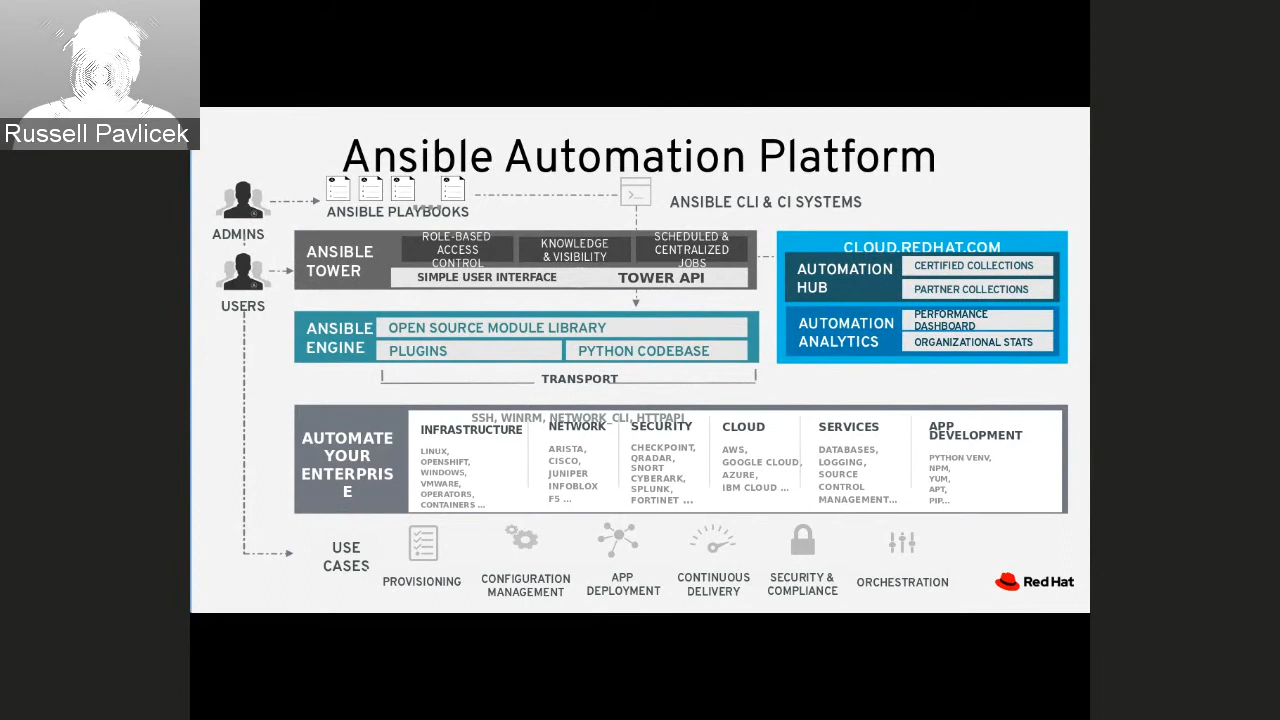 Russell Pavlicek
Ansible Automation Platform
ANSIBLE PLAYBOOKS
ANSIBLE CLI & CI SYSTEMS
ADMINS
USERS
ANSIBLE
TOWER
ROLE-BASED
ACCESS
CONTROL
KNOWLEDGE
& VISIBILITY
SCHEDULED &
CENTRALIZED
JOBS
SIMPLE USER INTERFACE
TOWER API
CLOUD.REDHAT.COM
AUTOMATION
HUB
CERTIFIED COLLECTIONS
PARTNER COLLECTIONS
AUTOMATION
ANALYTICS
PERFORMANCE
DASHBOARD
ORGANIZATIONAL STATS
ANSIBLE
ENGINE
OPEN SOURCE MODULE LIBRARY
PLUGINS
PYTHON CODEBASE
TRANSPORT
SSH, WINRM, NETWORK_CLI, HTTPAPI
AUTOMATE
YOUR
ENTERPRIS
E
INFRASTRUCTURE
LINUX,
OPENSHIFT,
WINDOWS,
VMWARE,
OPERATORS,
CONTAINERS ...
NETWORK
ARISTA,
CISCO,
JUNIPER
INFOBLOX
F5 ...
SECURITY
CHECKPOINT,
QRADAR,
SNORT
CYBERARK,
SPLUNK,
FORTINET ...
CLOUD
AWS,
GOOGLE CLOUD,
AZURE,
IBM CLOUD ...
SERVICES
DATABASES,
LOGGING,
SOURCE
CONTROL
MANAGEMENT...
APP
DEVELOPMENT
PYTHON VENV,
NPM,
YUM,
APT,
PIP...
USE
CASES
PROVISIONING
CONFIGURATION
MANAGEMENT
APP
DEPLOYMENT
CONTINUOUS
DELIVERY
SECURITY &
COMPLIANCE
ORCHESTRATION
Red Hat